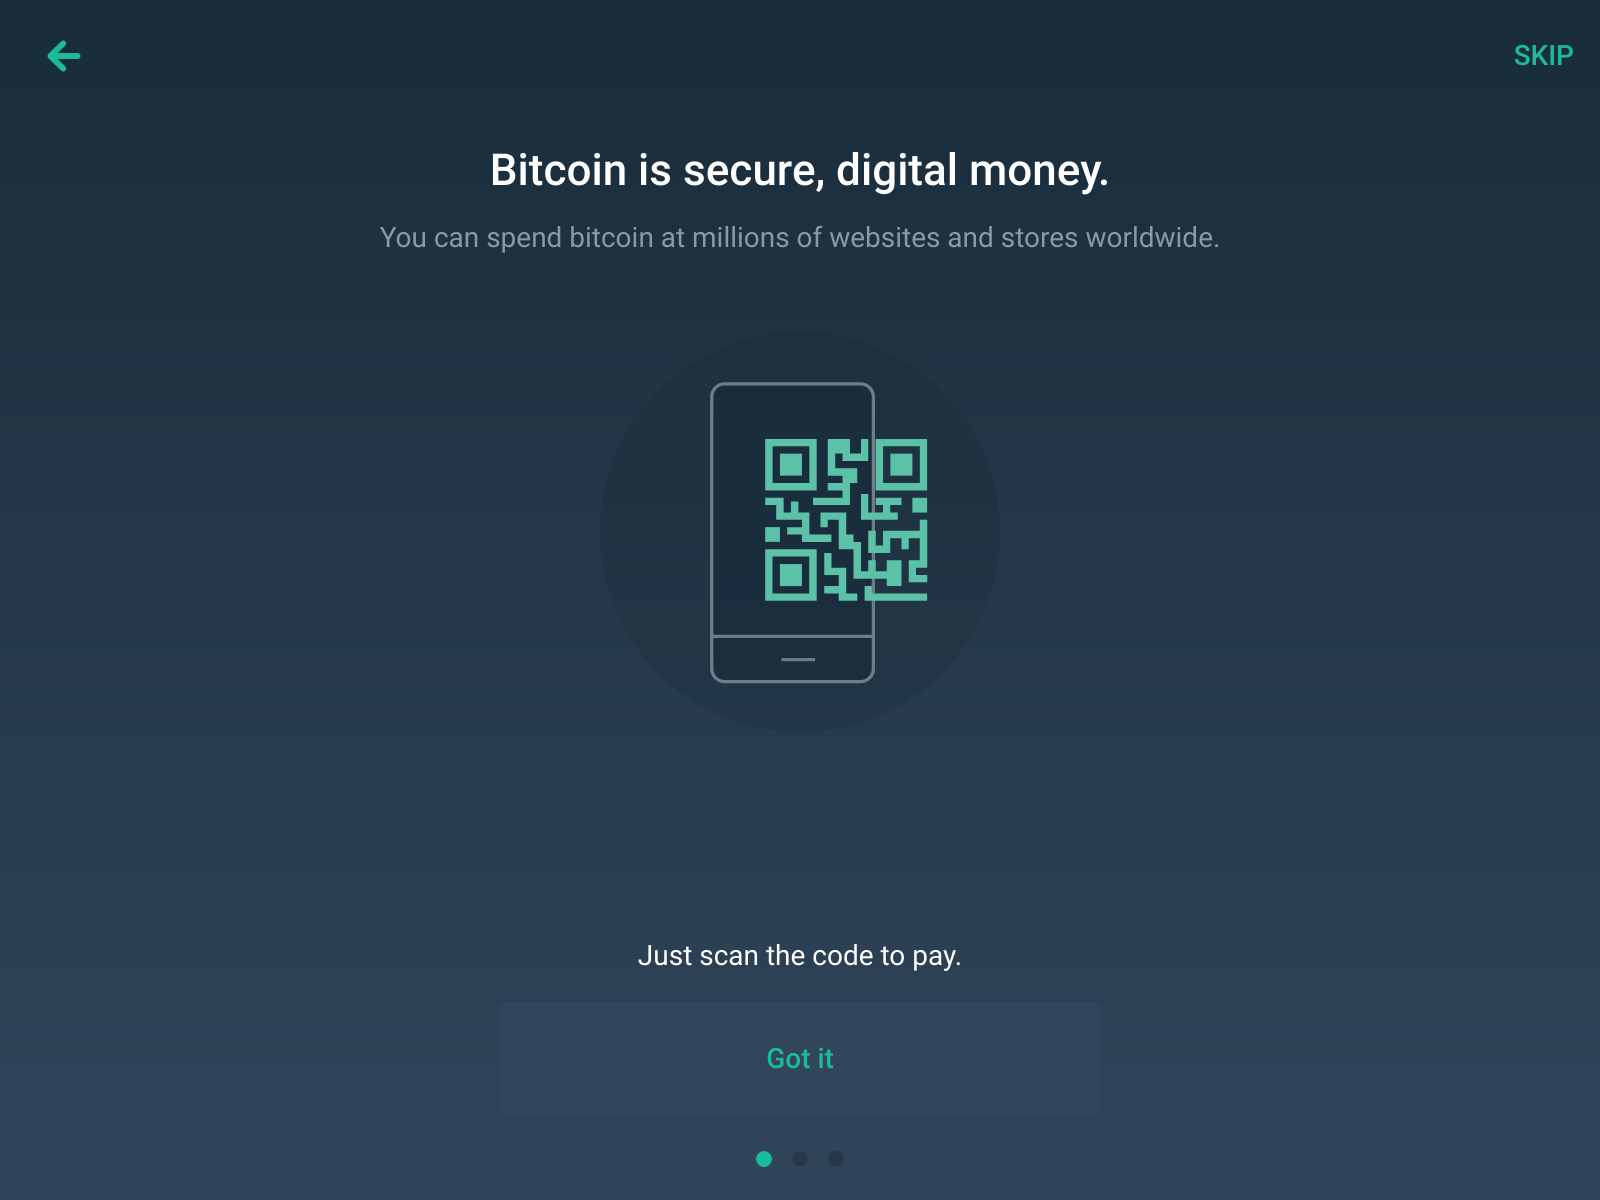 SKIP
Bitcoin is secure, digital money.
You can spend bitcoin at millions of websites and stores worldwide.
Just scan the code to pay.
Got it